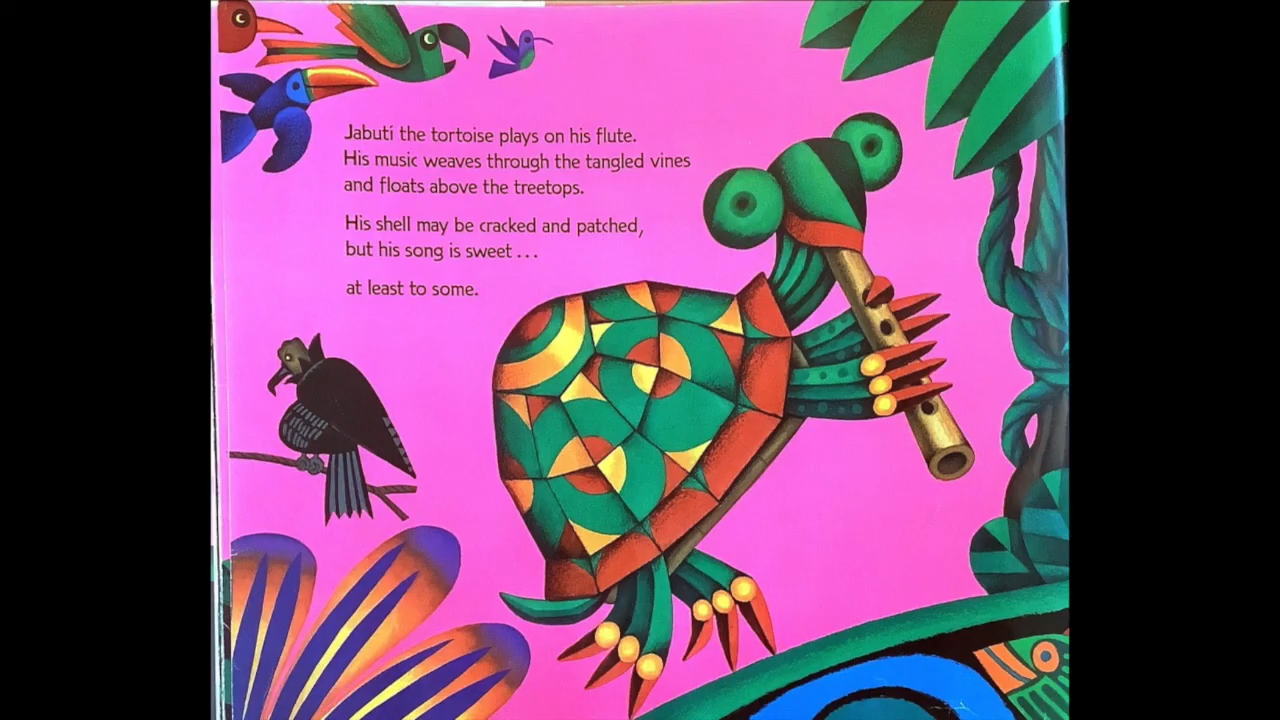 Jabutí the tortoise plays on his flute.
His music weaves through the tangled vines
and floats above the treetops.
His shell may be cracked and patched,
but his song is sweet...
at least to some.